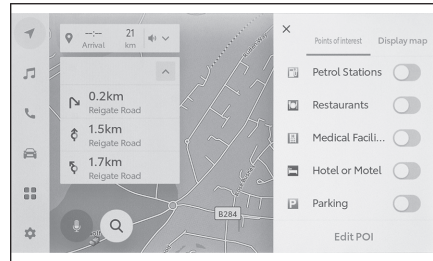 --:-- 21
Arrival km
0.2km
Reigate Road
1.5km
Reigate Road
1.7km
Reigate Road
B284
Points of interest Display map
Petrol Stations
Restaurants
Medical Facili...
Hotel or Motel
P Parking
Edit POI